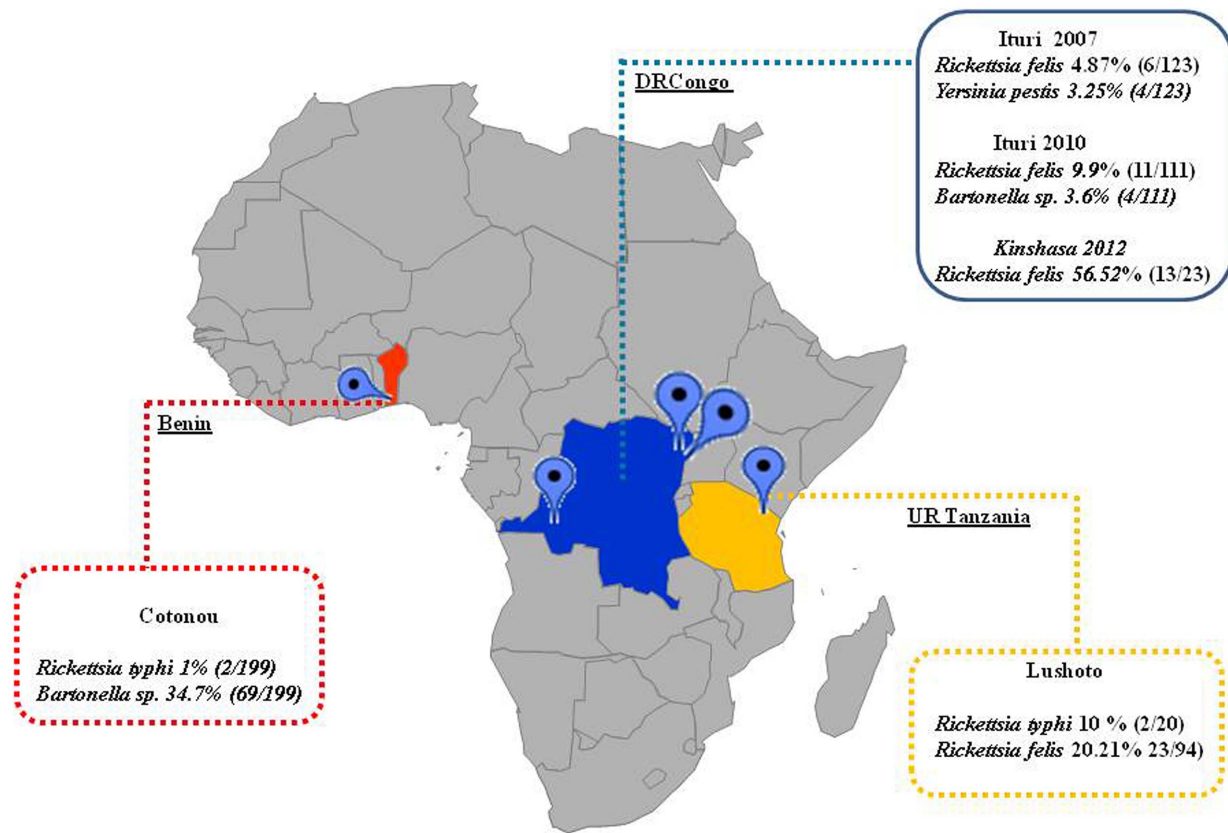 Ituri 2007
Rickettsia felis 4.87% (6/123)
Yersinia pestis 3.25% (4/123)
Ituri 2010
Rickettsia felis 9.9% (11/111)
Bartonella sp. 3.6% (4/111)
Kinshasa 2012
Rickettsia felis 56.52% (13/23)
DRCongo
Benin
UR Tanzania
Cotonou
Rickettsia typhi 1% (2/199)
Bartonella sp. 34.7% (69/199)
Lushoto
Rickettsia typhi 10 % (2/20)
Rickettsia felis 20.21% 23/94)